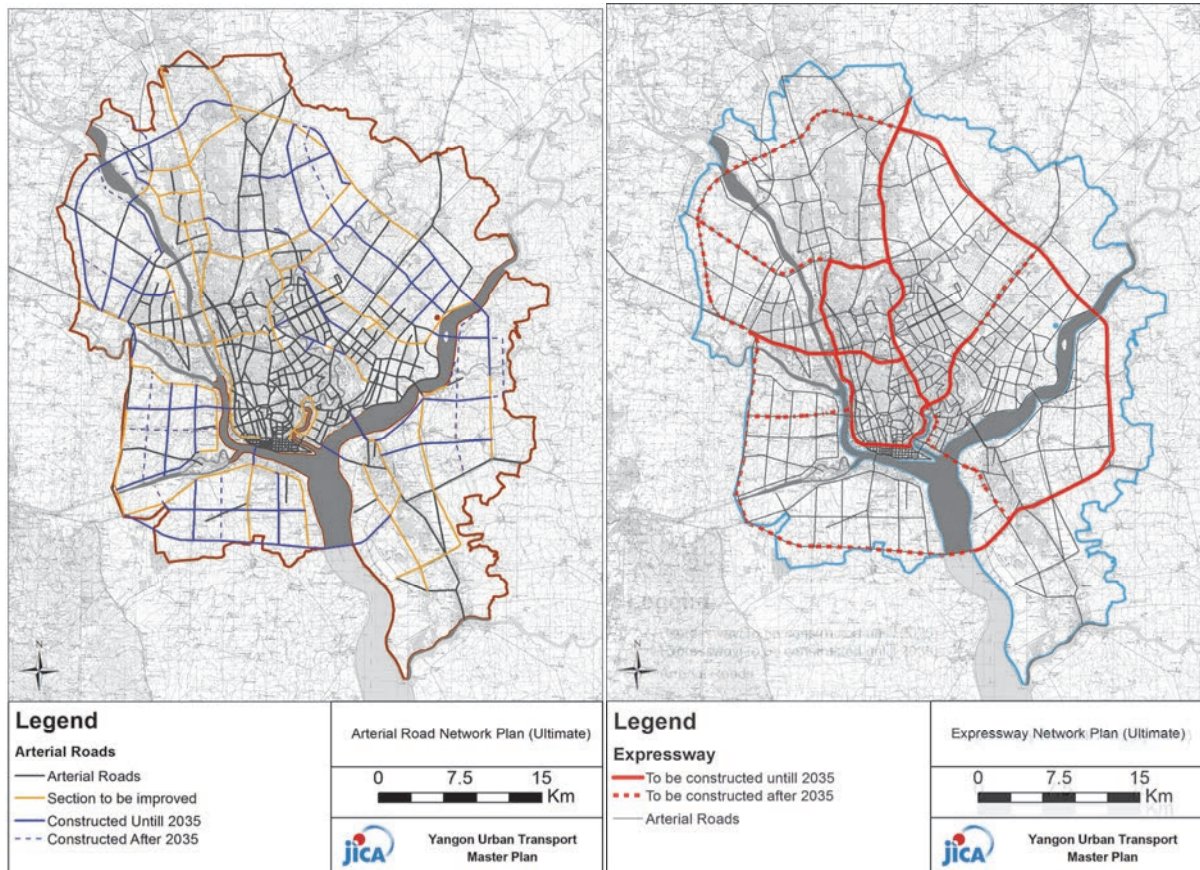 N
Legend
Arterial Roads
Arterial Roads
Section to be improved
Constructed Untill 2035
Constructed After 2035
Arterial Road Network Plan (Ultimate)
0 7.5 15
Km
jICA
Yangon Urban Transport
Master Plan
N
Legend
Expressway
To be constructed untill 2035
To be constructed after 2035
Arterial Roads
Expressway Network Plan (Ultimate)
0 7.5 15
Km
jICA
Yangon Urban Transport
Master Plan